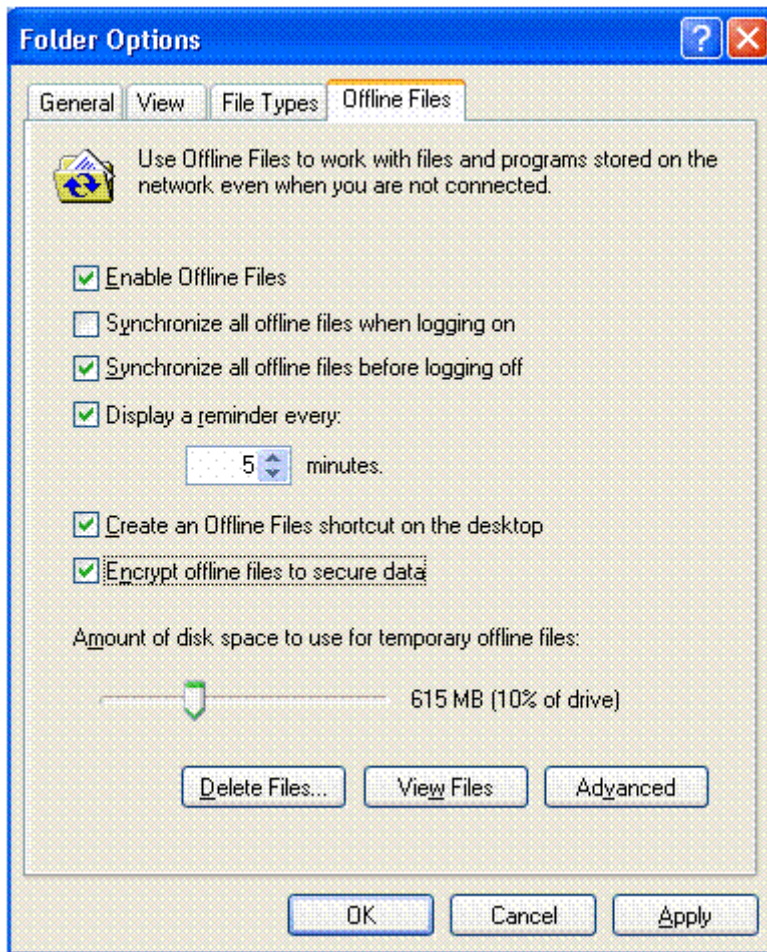 Folder Options
?
General View File Types Offline Files
Use Offline Files to work with files and programs stored on the
network even when you are not connected.
Enable Offline Files
Synchronize all offline files when logging on
Synchronize all offline files before logging off
Display a reminder every:
5 minutes.
Create an Offline Files shortcut on the desktop
Encrypt offline files to secure data
Amount of disk space to use for temporary offline files:
615 MB (10% of drive)
Delete Files... View Files Advanced
OK Cancel Apply